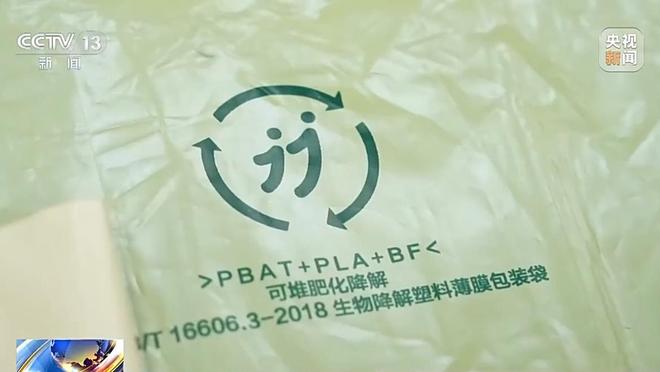 CCTV 13
新闻
央视
新闻
>PBAT+PLA+BF<
可堆肥化降解
/T 16606.3-2018 生物降解塑料薄膜包装袋